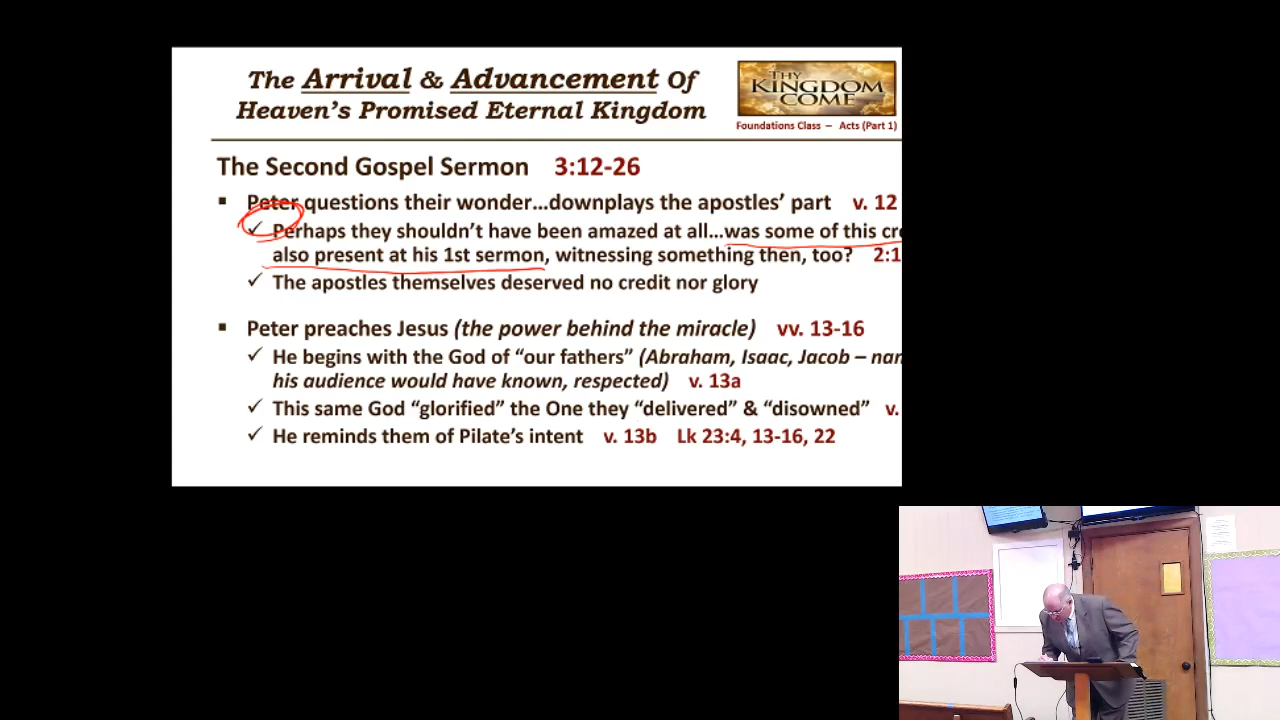 The Arrival & Advancement Of
Heaven's Promised Eternal Kingdom
THY
KINGDOM
COME
Foundations Class – Acts (Part 1)
The Second Gospel Sermon 3:12-26
▪ Peter questions their wonder…downplays the apostles' part v. 12
✓ Perhaps they shouldn't have been amazed at all…was some of this
also present at his 1st sermon, witnessing something then, too? 2:1
✓ The apostles themselves deserved no credit nor glory
▪ Peter preaches Jesus (the power behind the miracle) vv. 13-16
✓ He begins with the God of "our fathers" (Abraham, Isaac, Jacob –
his audience would have known, respected) v. 13a
✓ This same God "glorified" the One they "delivered" & "disowned" v.
✓ He reminds them of Pilate's intent v. 13b Lk 23:4, 13-16, 22